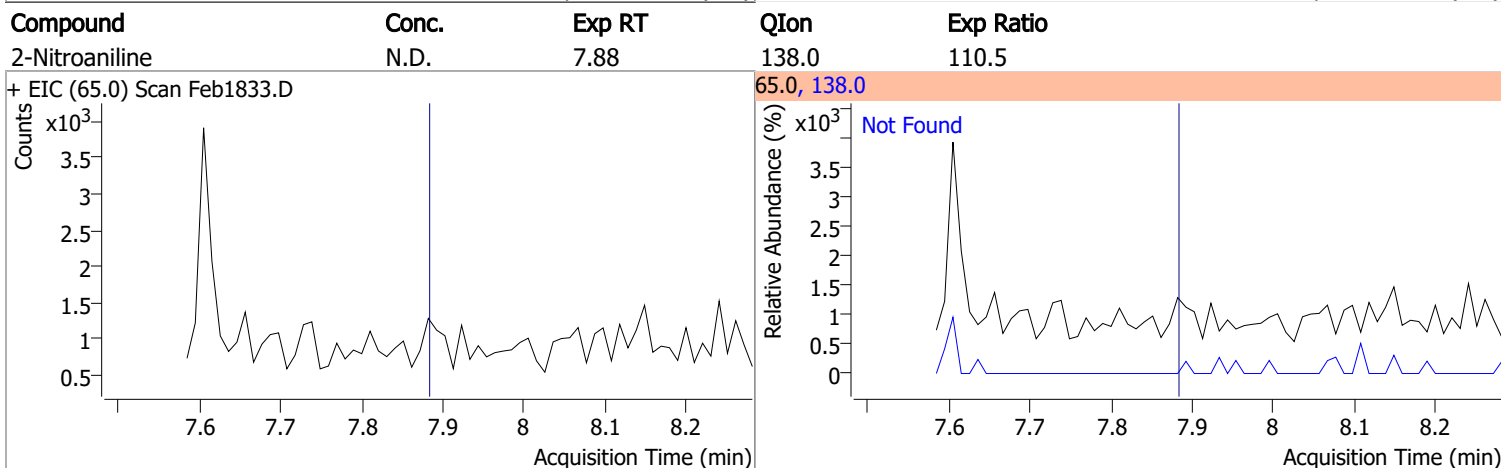 Compound Conc. Exp RT QIon Exp Ratio
2-Nitroaniline N.D. 7.88 138.0 110.5
+ EIC (65.0) Scan Feb1833.D
Counts
x10³
3.5
3
2.5
2
1.5
1
0.5
7.6 7.7 7.8 7.9 8 8.1 8.2
Acquisition Time (min)
65.0, 138.0
Relative Abundance (%)
x10³
Not Found
3.5
3
2.5
2
1.5
1
0.5
0
7.6 7.7 7.8 7.9 8 8.1 8.2
Acquisition Time (min)